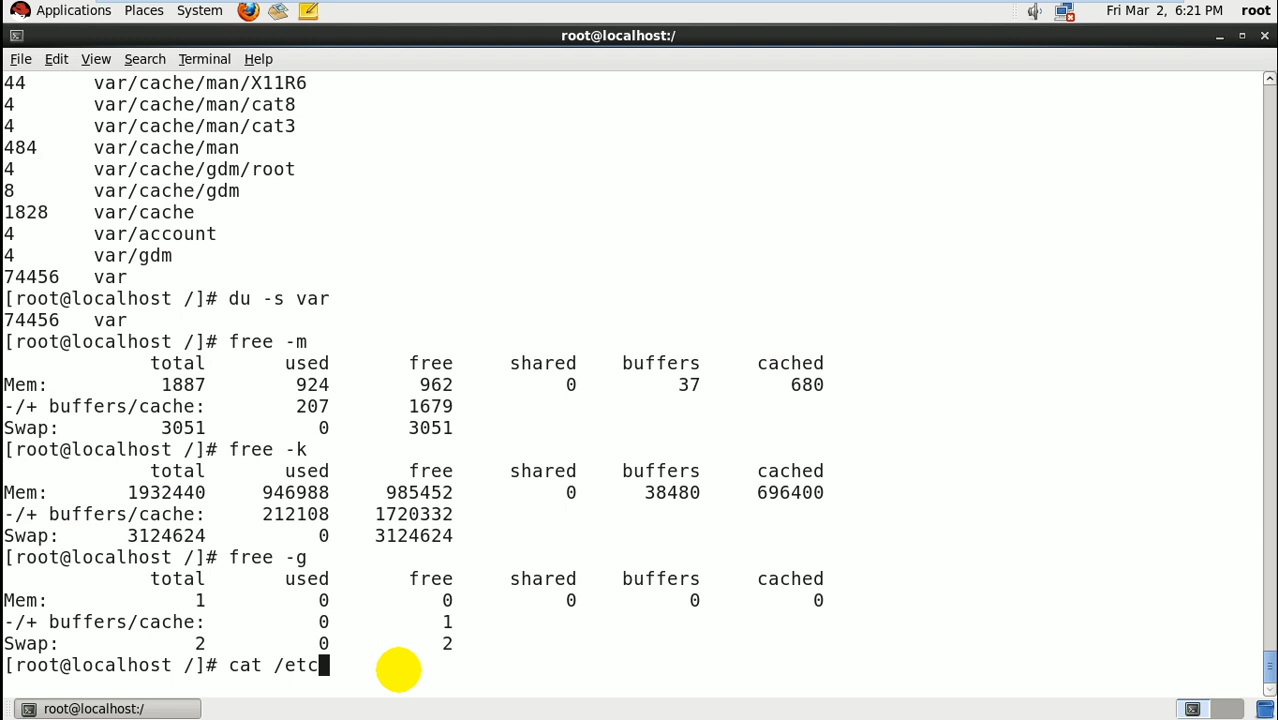 Applications Places System Fri Mar 2, 6:21 PM root
root@localhost:/
File Edit View Search Terminal Help
44 var/cache/man/X11R6
4 var/cache/man/cat8
4 var/cache/man/cat3
484 var/cache/man
4 var/cache/gdm/root
8 var/cache/gdm
1828 var/cache
4 var/account
4 var/gdm
74456 var
[root@localhost /]# du -s var
74456 var
[root@localhost /]# free -m
total used free shared buffers cached
Mem: 1887 924 962 0 37 680
-/+ buffers/cache: 207 1679
Swap: 3051 0 3051
[root@localhost /]# free -k
total used free shared buffers cached
Mem: 1932440 946988 985452 0 38480 696400
-/+ buffers/cache: 212108 1720332
Swap: 3124624 0 3124624
[root@localhost /]# free -g
total used free shared buffers cached
Mem: 1 0 0 0 0 0
-/+ buffers/cache: 0 1
Swap: 2 0 2
[root@localhost /]# cat /etc
root@localhost:/